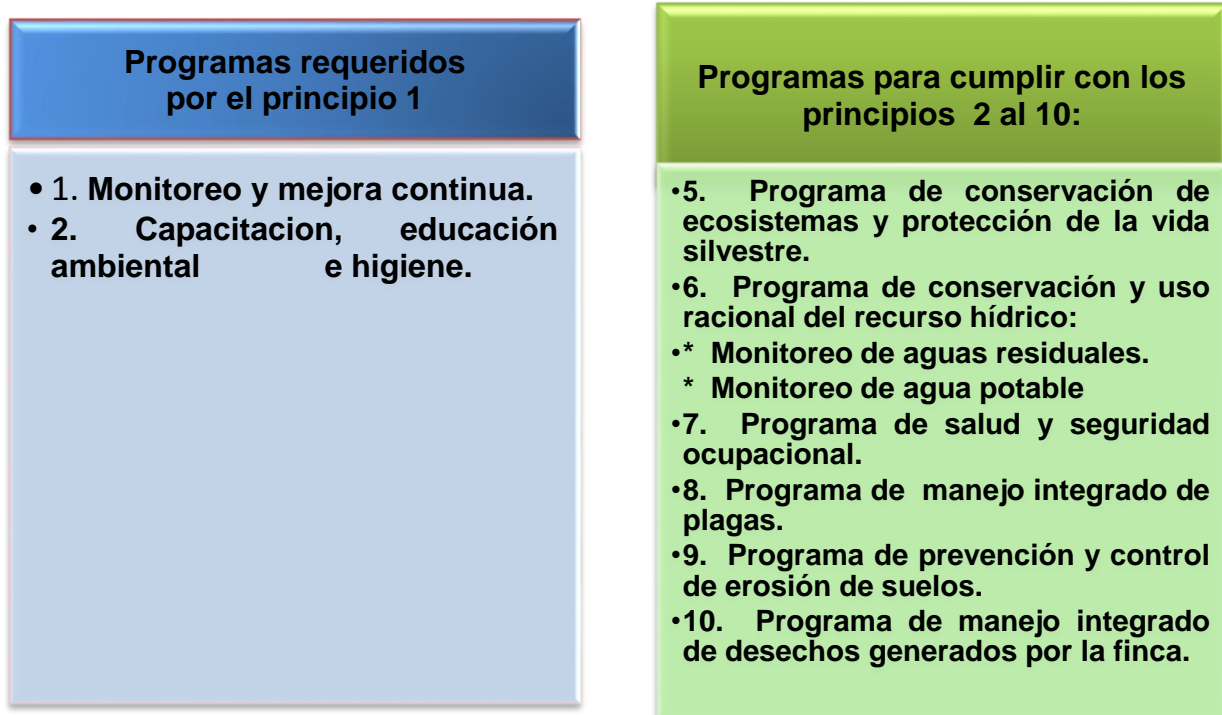 Programas requeridos
por el principio 1
• 1. Monitoreo y mejora continua.
• 2. Capacitacion, educación
ambiental e higiene.
Programas para cumplir con los
principios 2 al 10:
•5. Programa de conservación de
ecosistemas y protección de la vida
silvestre.
•6. Programa de conservación y uso
racional del recurso hídrico:
•* Monitoreo de aguas residuales.
* Monitoreo de agua potable
•7. Programa de salud y seguridad
ocupacional.
•8. Programa de manejo integrado de
plagas.
•9. Programa de prevención y control
de erosión de suelos.
•10. Programa de manejo integrado
de desechos generados por la finca.